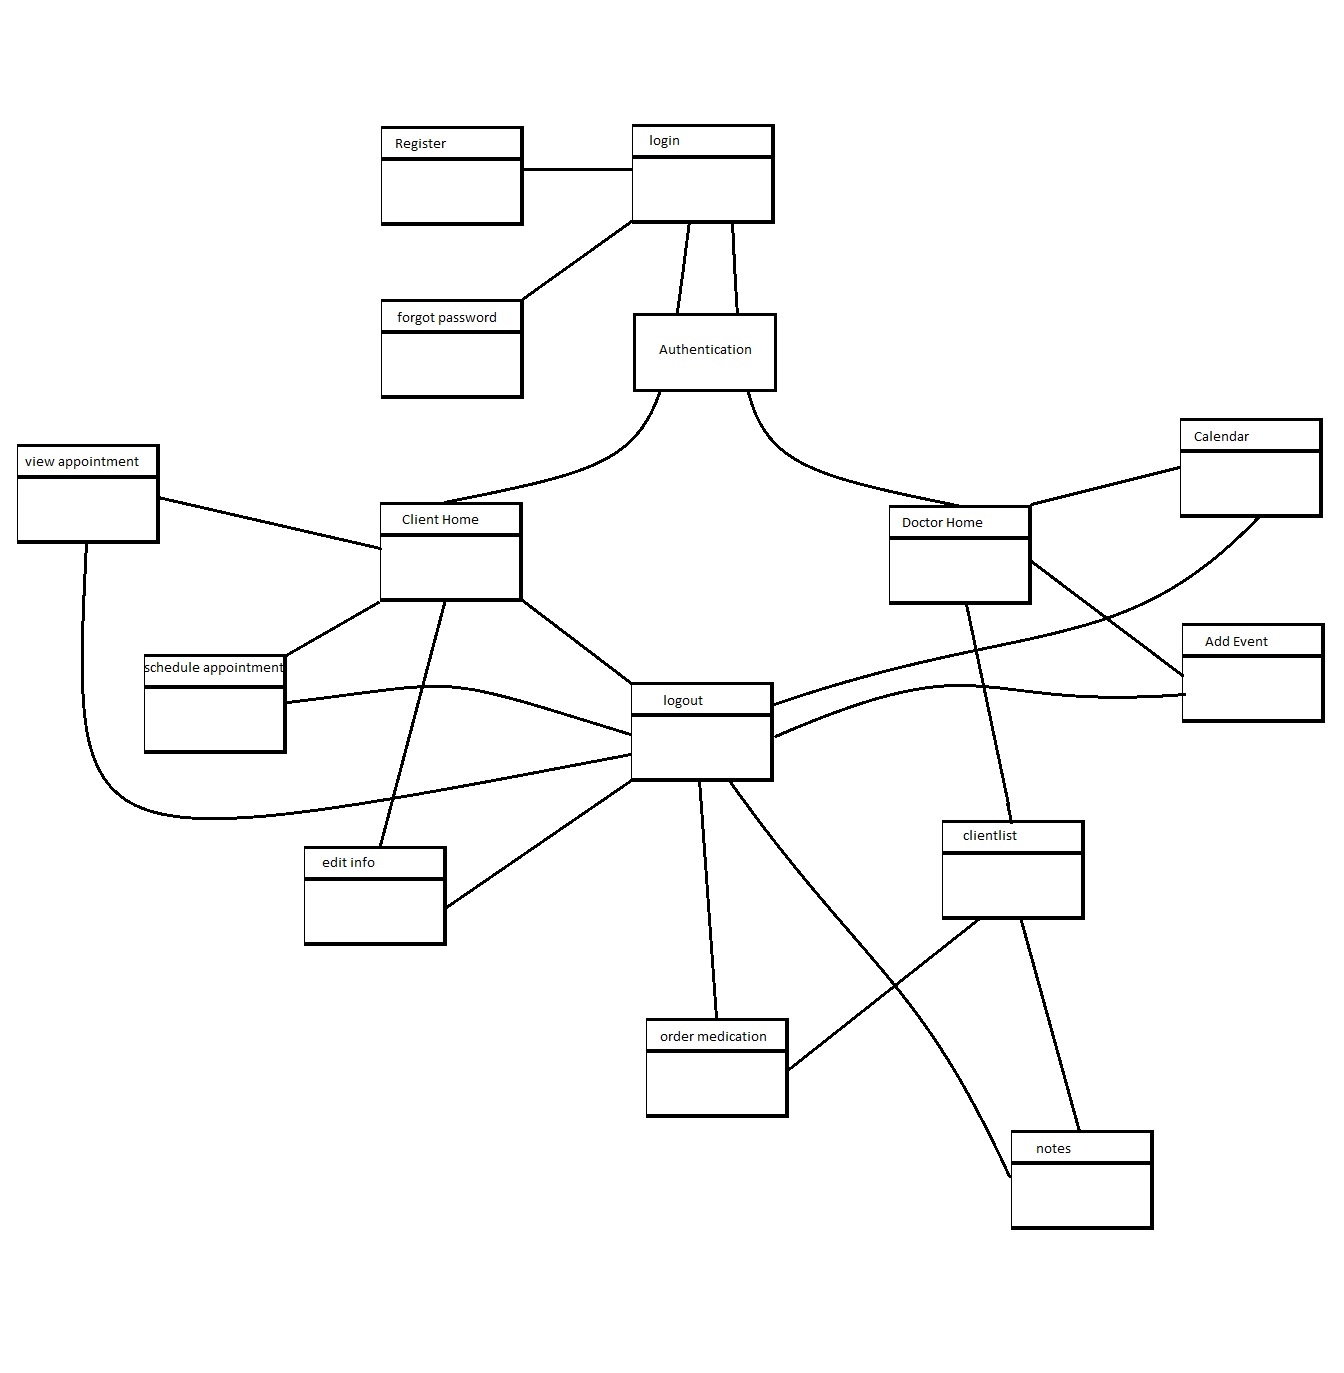 Register
login
forgot password
Authentication
view appointment
Calendar
Client Home
Doctor Home
schedule appointment
Add Event
logout
edit info
clientlist
order medication
notes